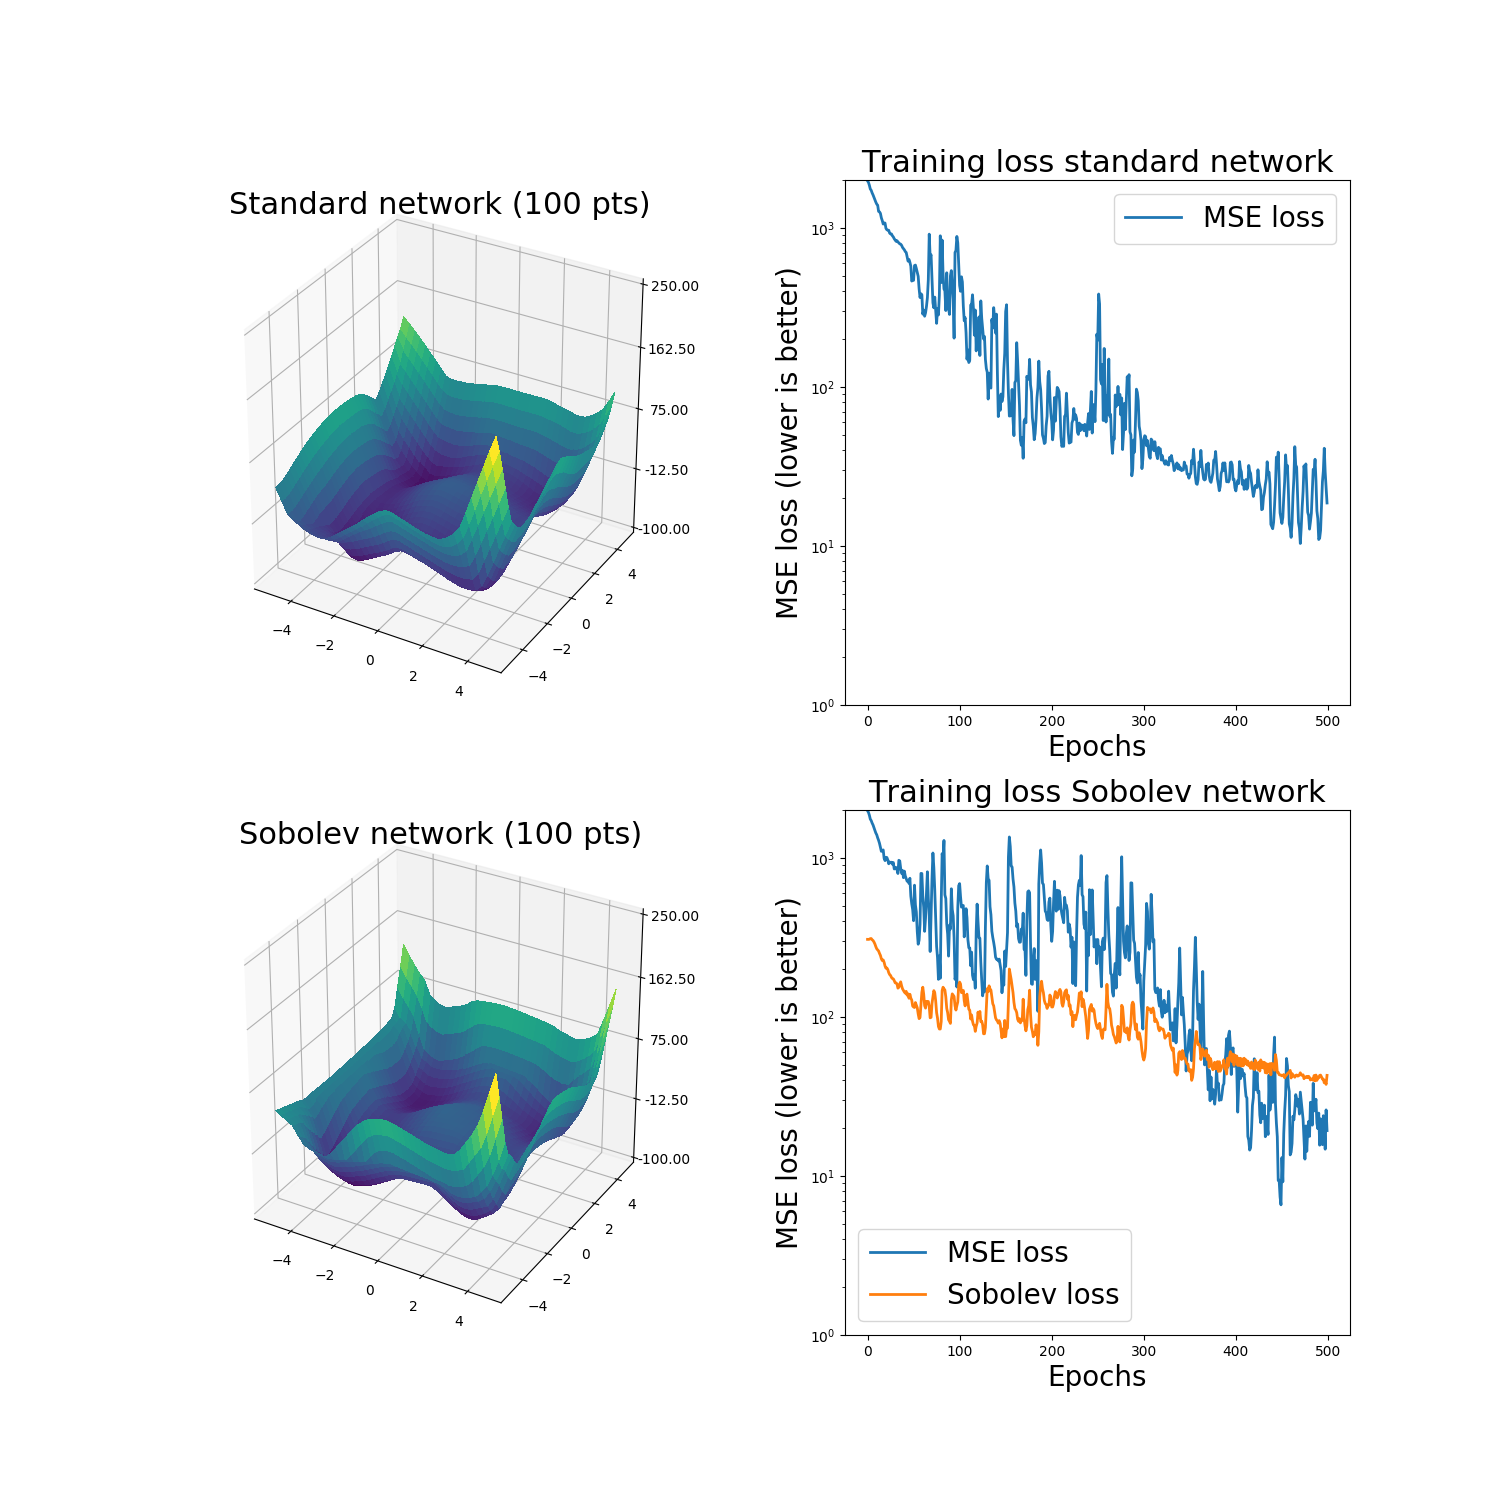 Standard network (100 pts)
250.00
162.50
75.00
-12.50
-100.00
−4
−2
0
2
4
−4
−2
0
2
4
Training loss standard network
MSE loss
MSE loss (lower is better)
10³
10²
10¹
10⁰
0 100 200 300 400 500
Epochs
Sobolev network (100 pts)
250.00
162.50
75.00
-12.50
-100.00
−4
−2
0
2
4
−4
−2
0
2
4
Training loss Sobolev network
MSE loss (lower is better)
10³
10²
10¹
10⁰
MSE loss
Sobolev loss
0 100 200 300 400 500
Epochs